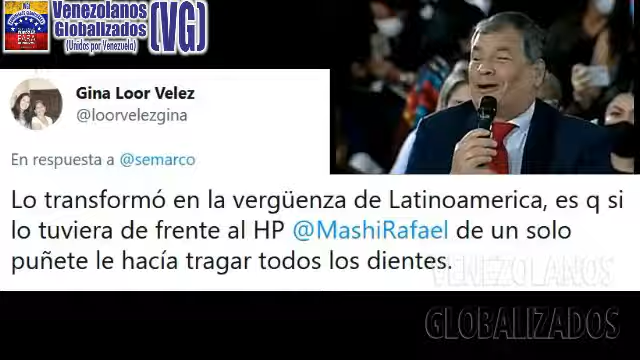 Venezolanos
Globalizados
(Unidos por Venezuela)
(VG)
Gina Loor Velez
@loorvelezgina
En respuesta a @semarco
Lo transformó en la vergüenza de Latinoamerica, es q si
lo tuviera de frente al HP @MashiRafael de un solo
puñete le hacía tragar todos los dientes.
VENEZOLANOS
GLOBALIZADOS